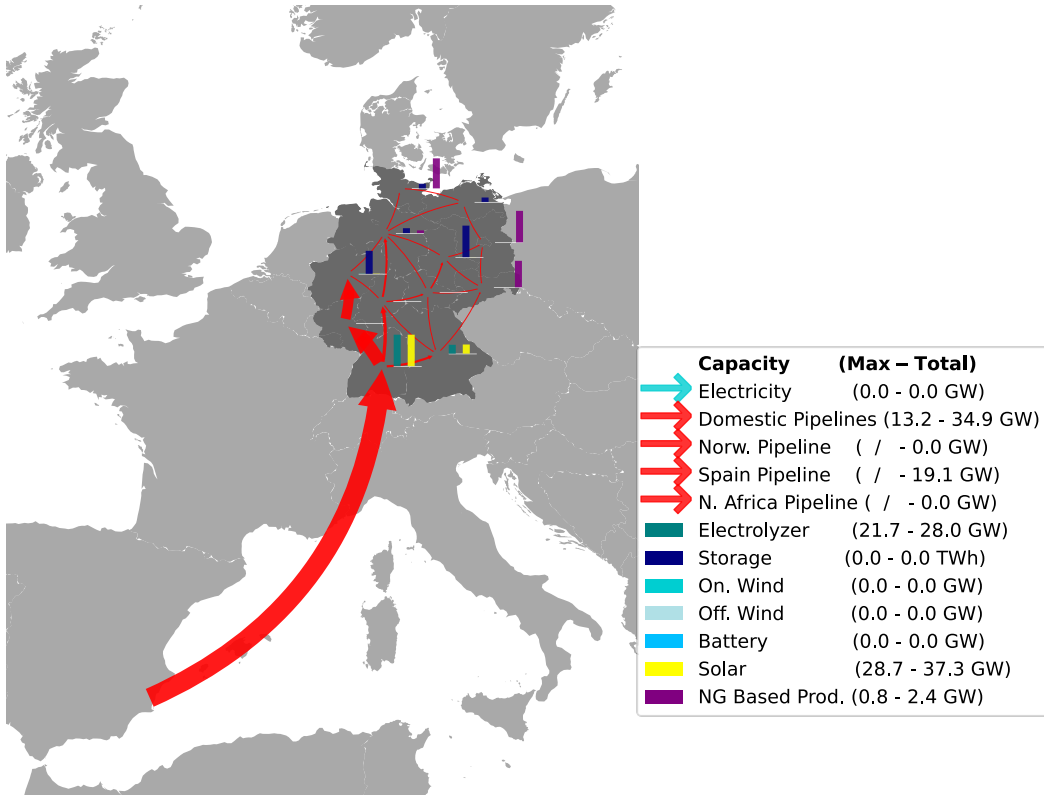 Capacity (Max – Total)
Electricity (0.0 - 0.0 GW)
Domestic Pipelines (13.2 - 34.9 GW)
Norw. Pipeline ( / - 0.0 GW)
Spain Pipeline ( / - 19.1 GW)
N. Africa Pipeline ( / - 0.0 GW)
Electrolyzer (21.7 - 28.0 GW)
Storage (0.0 - 0.0 TWh)
On. Wind (0.0 - 0.0 GW)
Off. Wind (0.0 - 0.0 GW)
Battery (0.0 - 0.0 GW)
Solar (28.7 - 37.3 GW)
NG Based Prod. (0.8 - 2.4 GW)